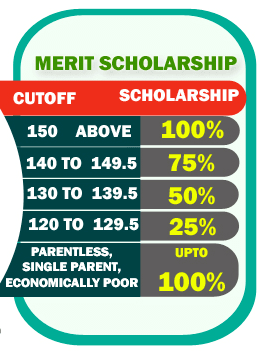 MERIT SCHOLARSHIP
CUTOFF SCHOLARSHIP
150 ABOVE 100%
140 TO 149.5 75%
130 TO 139.5 50%
120 TO 129.5 25%
PARENTLESS,
SINGLE PARENT,
ECONOMICALLY POOR
UPTO
100%